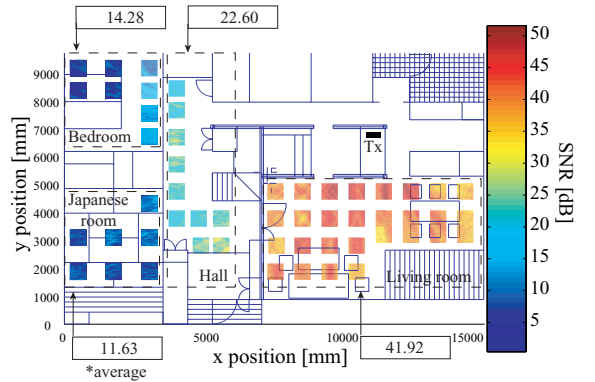 14.28
22.60
50
45
40
35
30
25
20
15
10
5
SNR [dB]
9000
8000
7000
6000
5000
4000
3000
2000
1000
0
y position [mm]
Bedroom
Tx
Japanese
room
Hall
Living room
0
5000
10000
15000
x position [mm]
11.63
41.92
*average